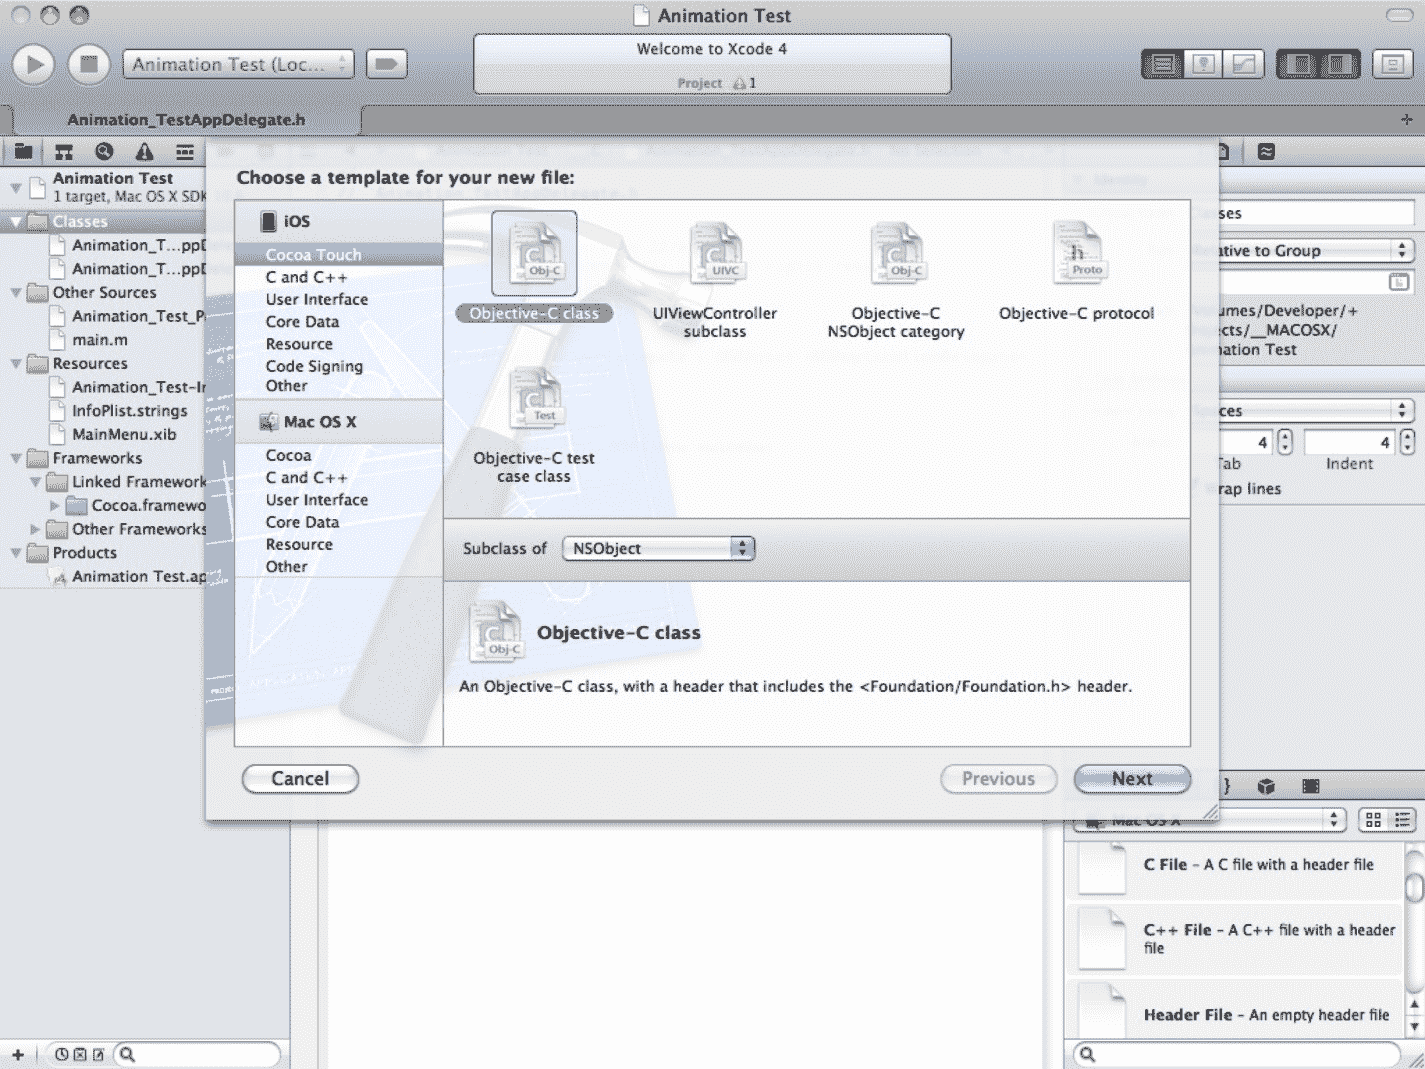 Animation Test
Animation Test (Loc...
Welcome to Xcode 4
Project 1
Animation_TestAppDelegate.h
Animation Test
1 target, Mac OS X SDK
Classes
Animation_T...ppD
Animation_T...ppD
Other Sources
Animation_Test_P
main.m
Resources
Animation_Test-In
InfoPlist.strings
MainMenu.xib
Frameworks
Linked Framework
Cocoa.framewo
Other Frameworks
Products
Animation Test.ap
Choose a template for your new file:
iOS
Cocoa Touch
C and C++
User Interface
Core Data
Resource
Code Signing
Other
Mac OS X
Cocoa
C and C++
User Interface
Core Data
Resource
Other
Obj-C
Objective-C class
UIVC
UIViewController
subclass
Obj-C
Objective-C
NSObject category
h
Proto
Objective-C protocol
Test
Objective-C test
case class
Subclass of NSObject
Obj-C
Objective-C class
An Objective-C class, with a header that includes the <Foundation/Foundation.h> header.
Cancel
Previous
Next
sses
ative to Group
umes/Developer/+
cts/__MACOSX/
nation Test
ces
4 4
Tab Indent
rap lines
Mac OS X
C File – A C file with a header file
C++ File – A C++ file with a header
file
Header File – An empty header file